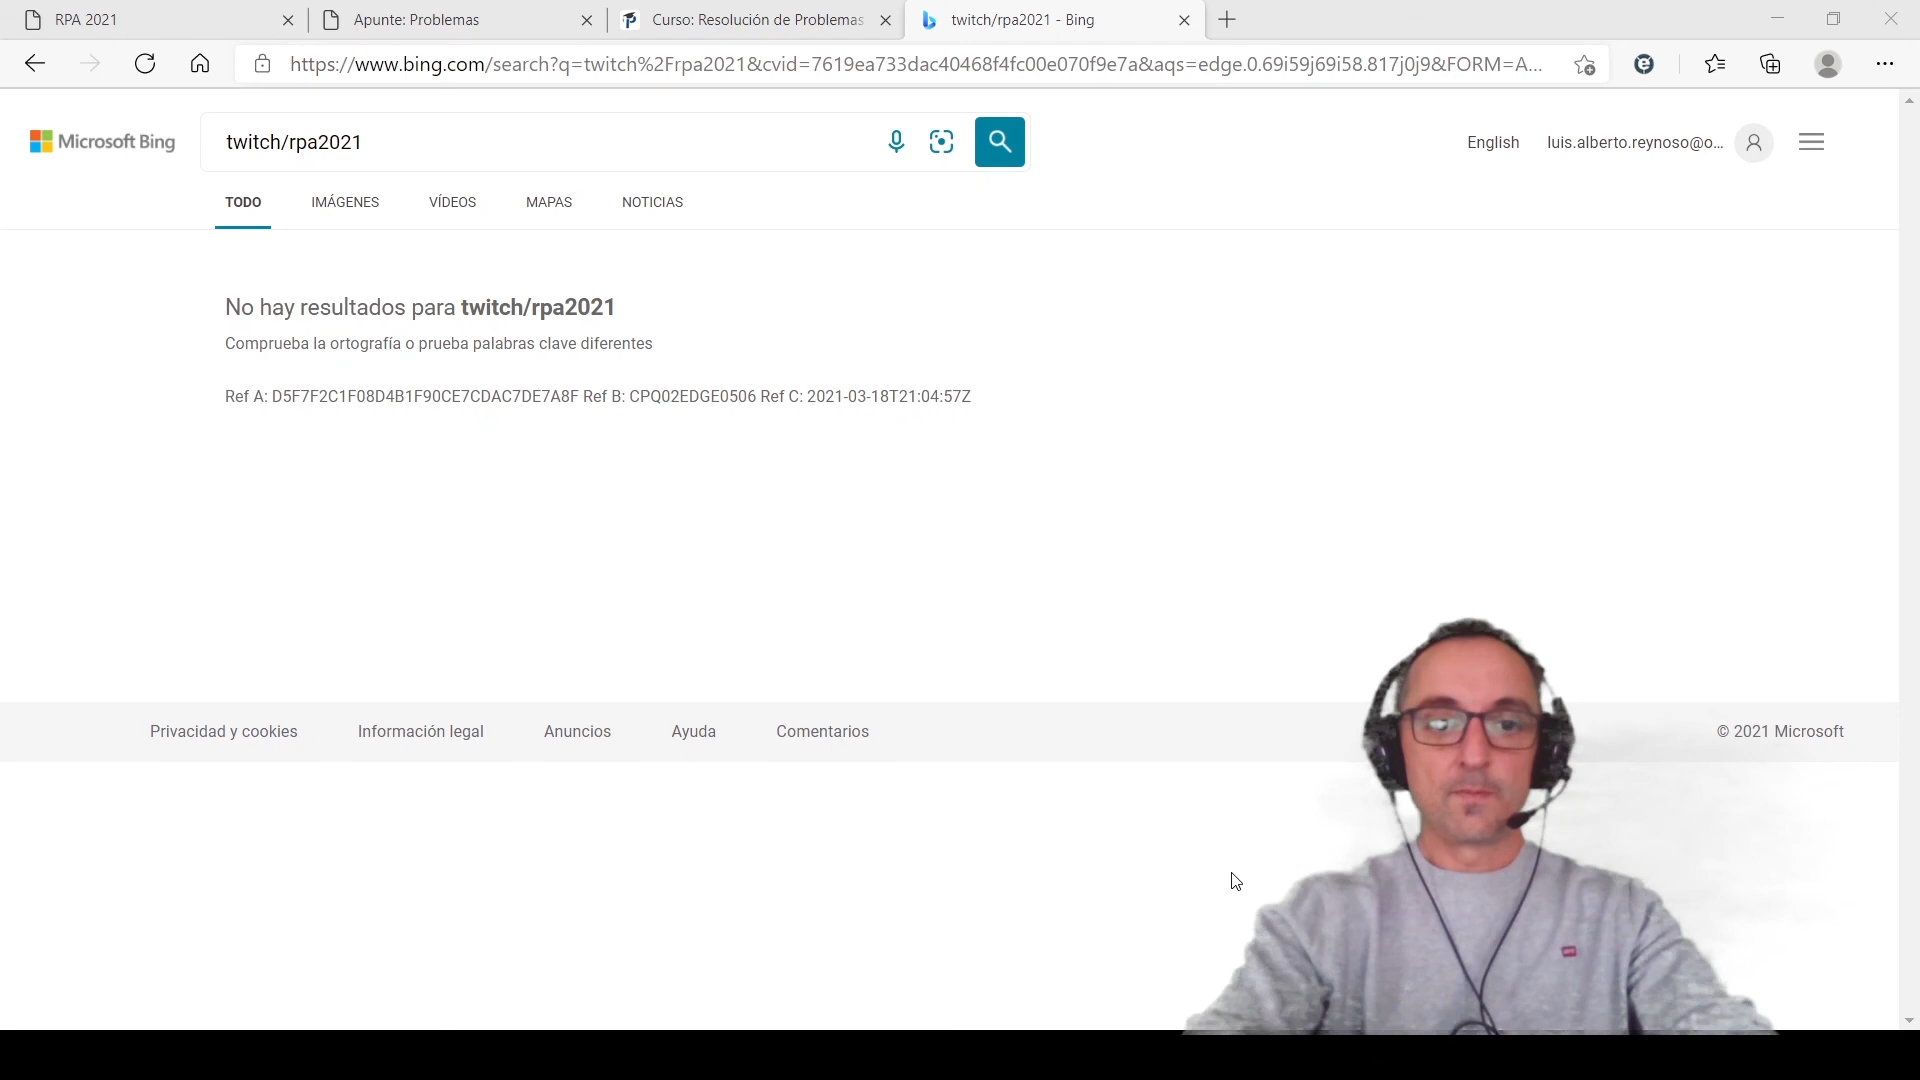 RPA 2021
Apunte: Problemas
Curso: Resolución de Problemas
twitch/rpa2021 - Bing
https://www.bing.com/search?q=twitch%2Frpa2021&cvid=7619ea733dac40468f4fc00e070f9e7a&aqs=edge.0.69i59j69i58.817j0j9&FORM=A...
Microsoft Bing
twitch/rpa2021
English
luis.alberto.reynoso@o...
TODO
IMÁGENES
VÍDEOS
MAPAS
NOTICIAS
No hay resultados para twitch/rpa2021
Comprueba la ortografía o prueba palabras clave diferentes
Ref A: D5F7F2C1F08D4B1F90CE7CDAC7DE7A8F Ref B: CPQ02EDGE0506 Ref C: 2021-03-18T21:04:57Z
Privacidad y cookies
Información legal
Anuncios
Ayuda
Comentarios
© 2021 Microsoft